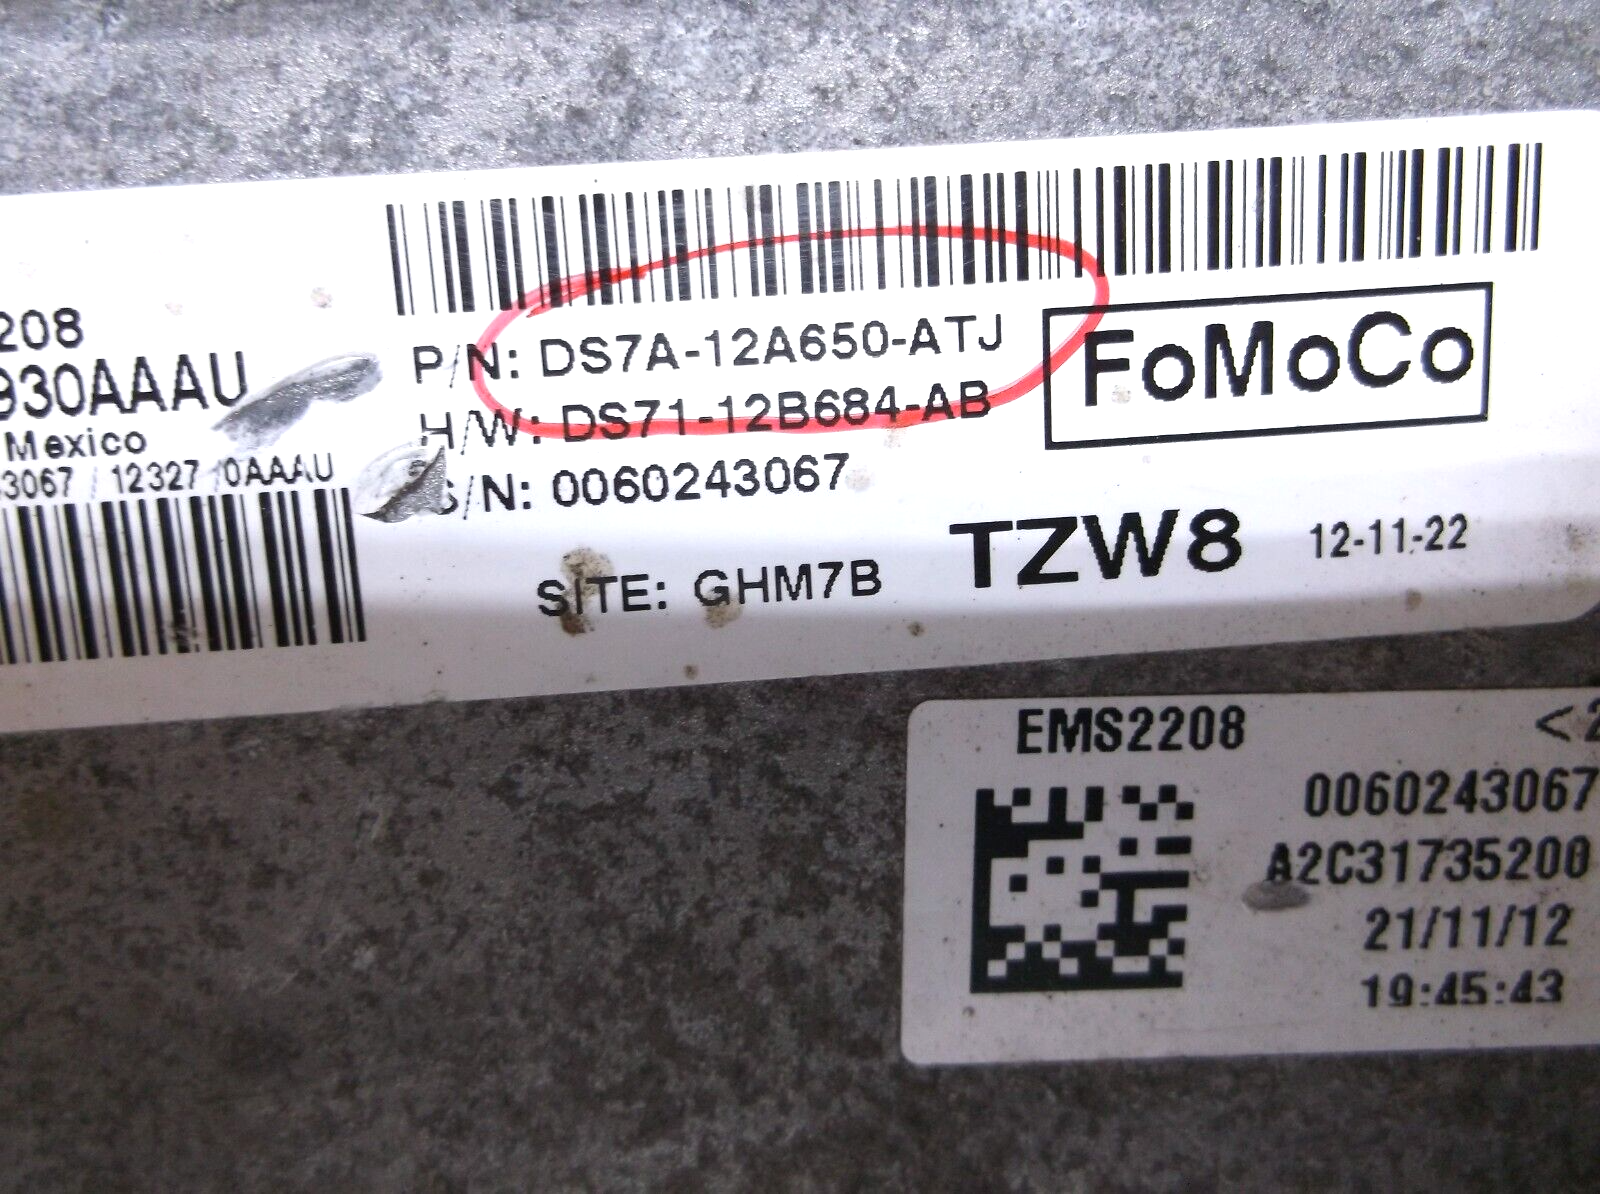 208
930AAAU
Mexico
3067 / 12327 0AAAU
P/N: DS7A-12A650-ATJ
H/W: DS71-12B684-AB
S/N: 0060243067
FoMoCo
SITE: GHM7B
TZW8
12-11-22
EMS2208 <2
0060243067
A2C31735200
21/11/12
19:45:43